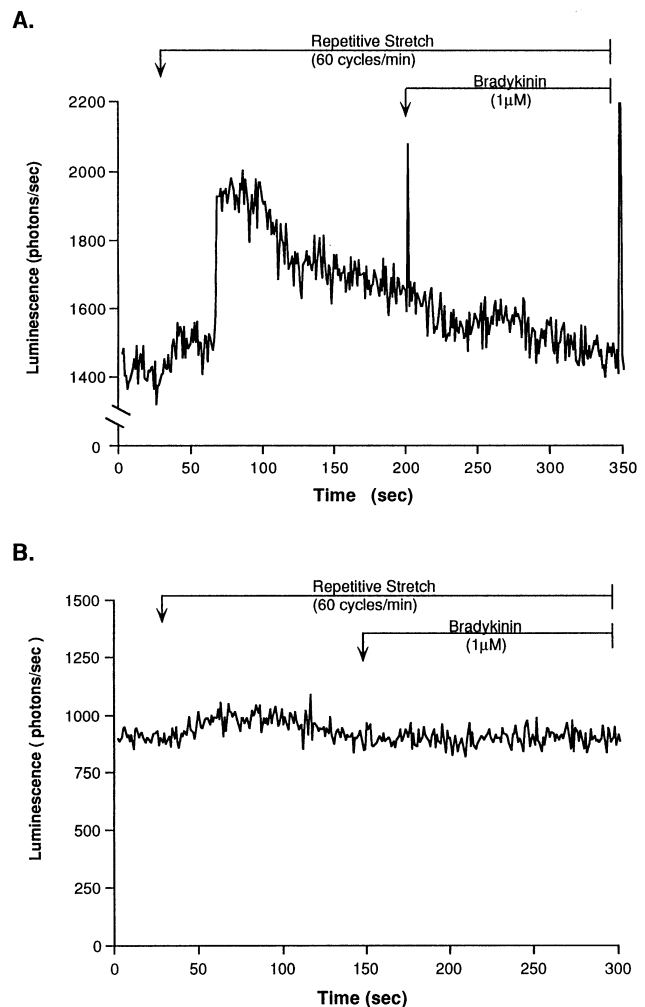 A.
Repetitive Stretch
(60 cycles/min)
Bradykinin
(1µM)
Luminescence (photons/sec)
2200
2000
1800
1600
1400
0
0 50 100 150 200 250 300 350
Time (sec)
B.
Repetitive Stretch
(60 cycles/min)
Bradykinin
(1µM)
Luminescence ( photons/sec )
1500
1250
1000
750
500
250
0
0 50 100 150 200 250 300
Time (sec)